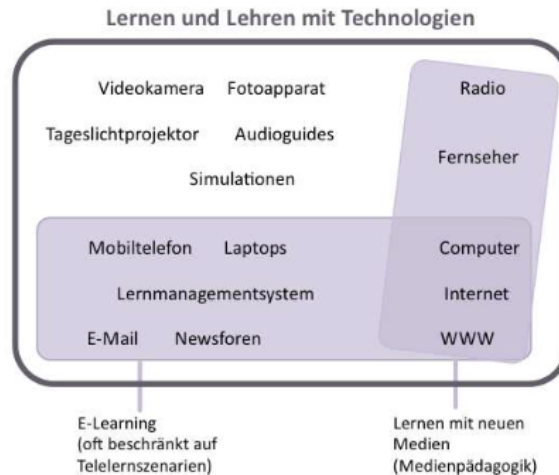 Lernen und Lehren mit Technologien
Videokamera Fotoapparat Radio
Tageslichtprojektor Audioguides
Fernseher
Simulationen
Mobiltelefon Laptops Computer
Lernmanagementsystem Internet
E-Mail Newsforen WWW
E-Learning
(oft beschränkt auf
Telelernszenarien)
Lernen mit neuen
Medien
(Medienpädagogik)